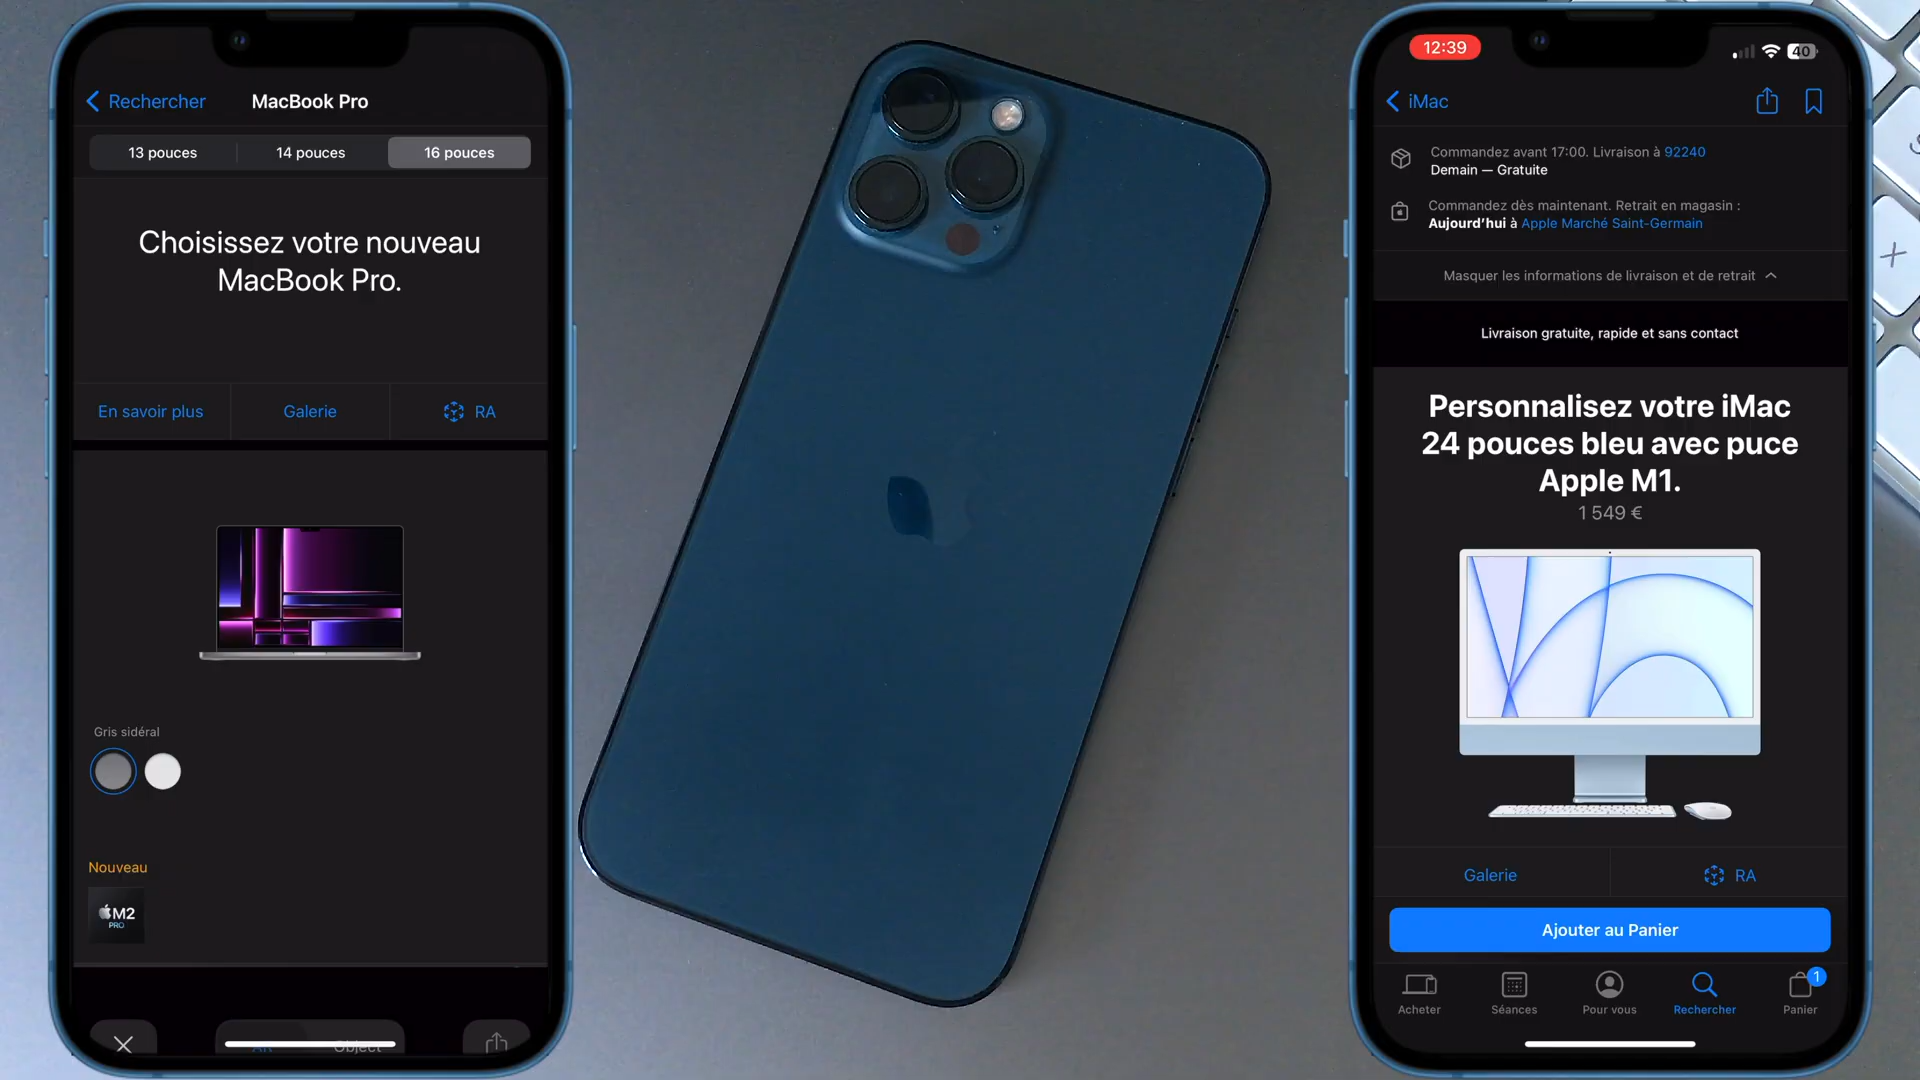 Rechercher
MacBook Pro
13 pouces
14 pouces
16 pouces
Choisissez votre nouveau
MacBook Pro.
En savoir plus
Galerie
RA
Gris sidéral
Nouveau
M2
PRO
AR
Object
12:39
40
iMac
Commandez avant 17:00. Livraison à 92240
Demain — Gratuite
Commandez dès maintenant. Retrait en magasin :
Aujourd'hui à Apple Marché Saint-Germain
Masquer les informations de livraison et de retrait
Livraison gratuite, rapide et sans contact
Personnalisez votre iMac
24 pouces bleu avec puce
Apple M1.
1 549 €
Galerie
RA
Ajouter au Panier
1
Acheter
Séances
Pour vous
Rechercher
Panier